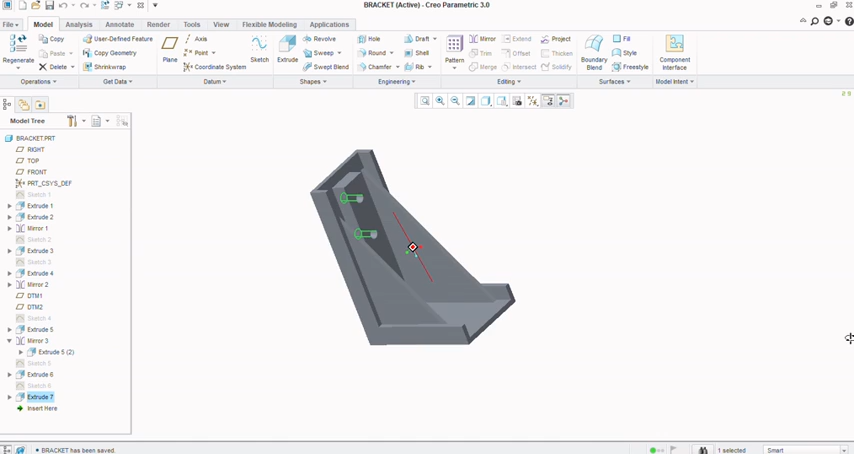 BRACKET (Active) - Creo Parametric 3.0
File Model Analysis Annotate Render Tools View Flexible Modeling Applications
Regenerate Copy Paste Delete User-Defined Feature Copy Geometry Shrinkwrap Plane Axis Point Coordinate System Sketch Extrude Revolve Sweep Swept Blend Hole Round Chamfer Draft Shell Rib Pattern Mirror Extend Project Trim Offset Thicken Merge Intersect Solidify Boundary Blend Fill Style Freestyle Component Interface
Operations Get Data Datum Shapes Engineering Editing Surfaces Model Intent
Model Tree
BRACKET.PRT
RIGHT
TOP
FRONT
PRT_CSYS_DEF
Sketch 1
Extrude 1
Extrude 2
Mirror 1
Sketch 2
Extrude 3
Sketch 3
Extrude 4
Mirror 2
DTM1
DTM2
Sketch 4
Extrude 5
Mirror 3
Extrude 5 (2)
Sketch 5
Extrude 6
Sketch 6
Extrude 7
Insert Here
• BRACKET has been saved.
1 selected
Smart